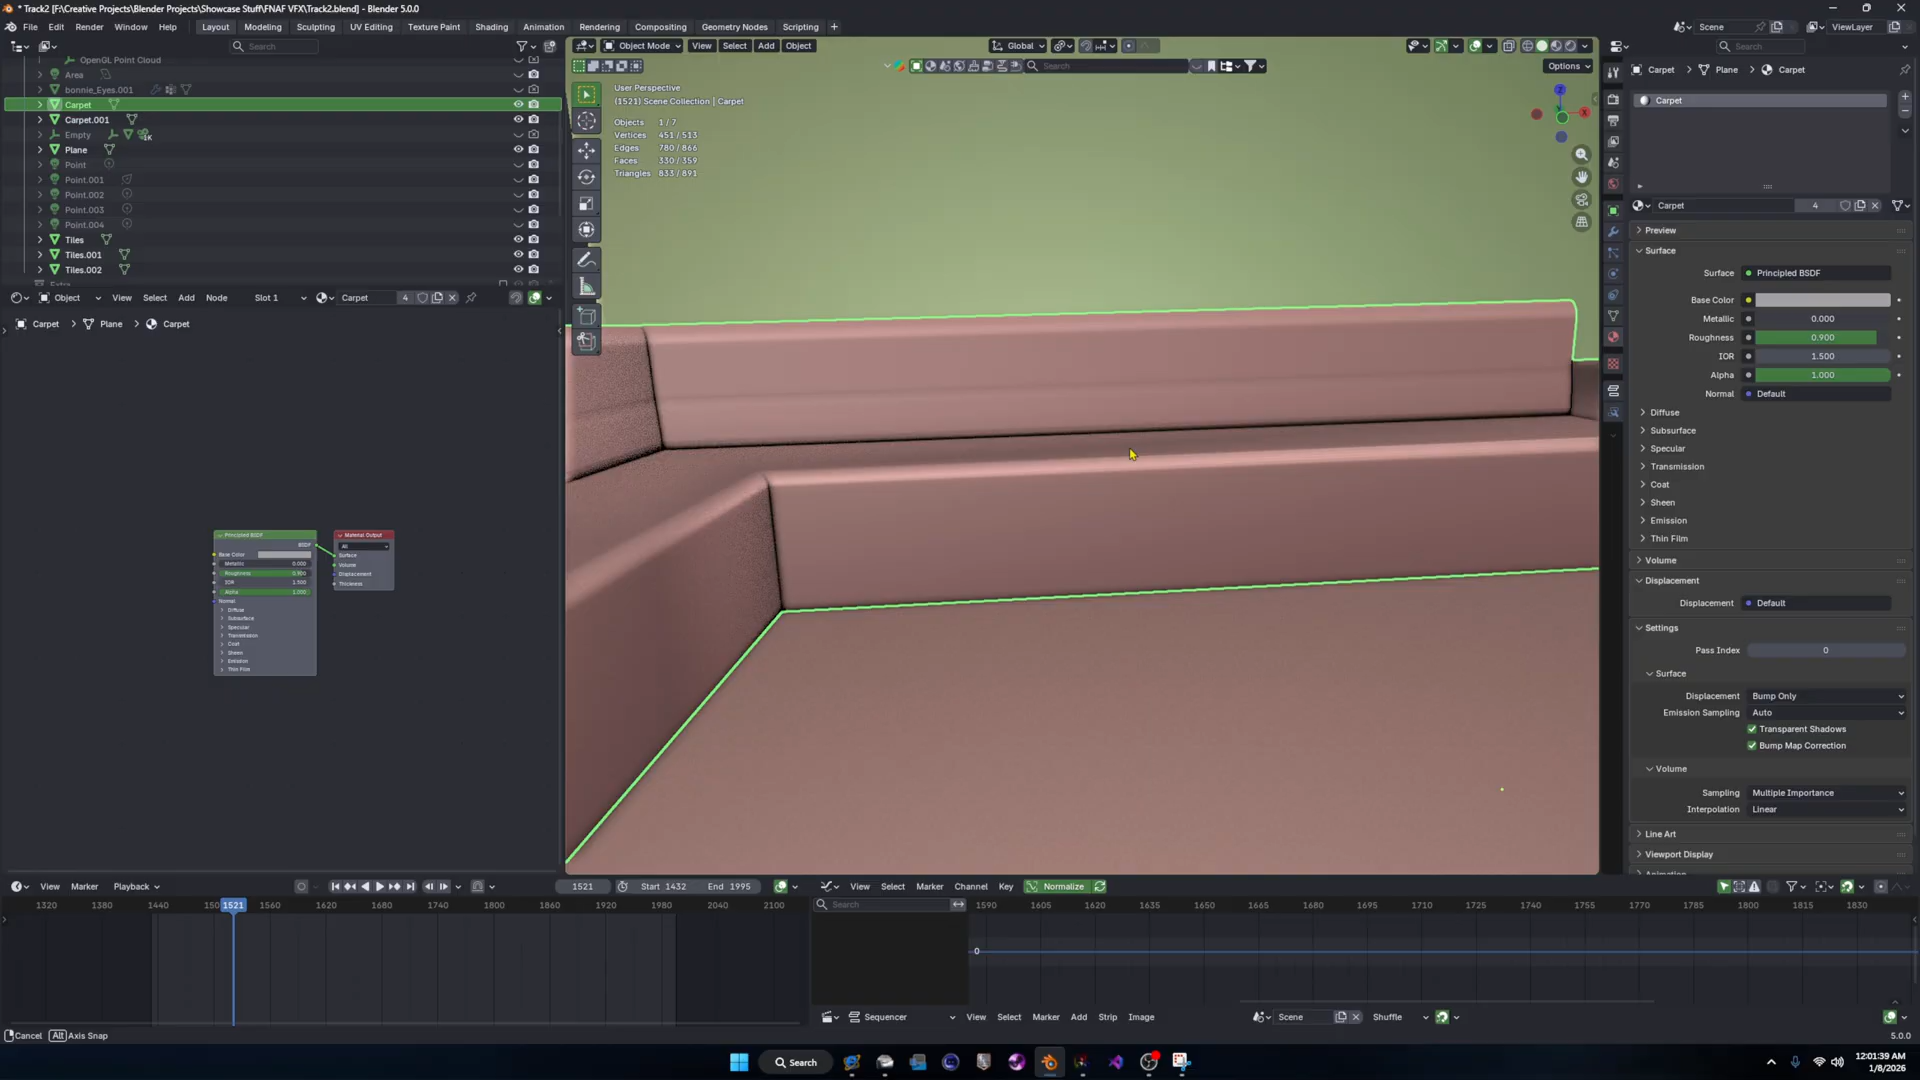 * Track2 [F:\Creative Projects\Blender Projects\Showcase Stuff\FNAF VFX\Track2.blend] - Blender 5.0.0
File Edit Render Window Help Layout Modeling Sculpting UV Editing Texture Paint Shading Animation Rendering Compositing Geometry Nodes Scripting + Scene ViewLayer
Search
Object Mode View Select Add Object Global
Search
OpenGL Point Cloud
Area
bonnie_Eyes.001
Carpet
Carpet.001
Empty 1K
Plane
Point
Point.001
Point.002
Point.003
Point.004
Tiles
Tiles.001
Tiles.002
Search Options
User Perspective
(1521) Scene Collection | Carpet
Objects 1 / 7
Vertices 451 / 513
Edges 780 / 866
Faces 330 / 359
Triangles 833 / 891
Z
X
Object View Select Add Node Slot 1 Carpet 4
Carpet Plane Carpet
Principled BSDF
BSDF
Base Color
Metallic 0.000
Roughness 0.900
IOR 1.500
Alpha 1.000
Normal
Diffuse
Subsurface
Specular
Transmission
Coat
Sheen
Emission
Thin Film
Material Output
All
Surface
Volume
Displacement
Thickness
Carpet Plane Carpet
Carpet
Carpet 4
Preview
Surface
Surface Principled BSDF
Base Color
Metallic 0.000
Roughness 0.900
IOR 1.500
Alpha 1.000
Normal Default
Diffuse
Subsurface
Specular
Transmission
Coat
Sheen
Emission
Thin Film
Volume
Displacement
Displacement Default
Settings
Pass Index 0
Surface
Displacement Bump Only
Emission Sampling Auto
Transparent Shadows
Bump Map Correction
Volume
Sampling Multiple Importance
Interpolation Linear
Line Art
Viewport Display
View Marker Playback 1521 Start 1432 End 1995
1320 1380 1440 150 1521 1560 1620 1680 1740 1800 1860 1920 1980 2040 2100
View Select Marker Channel Key Normalize
Search
1590 1605 1620 1635 1650 1665 1680 1695 1710 1725 1740 1755 1770 1785 1800 1815 1830
0
Sequencer View Select Marker Add Strip Image Scene Shuffle
Cancel Alt Axis Snap 5.0.0
Search
12:01:39 AM
1/8/2026